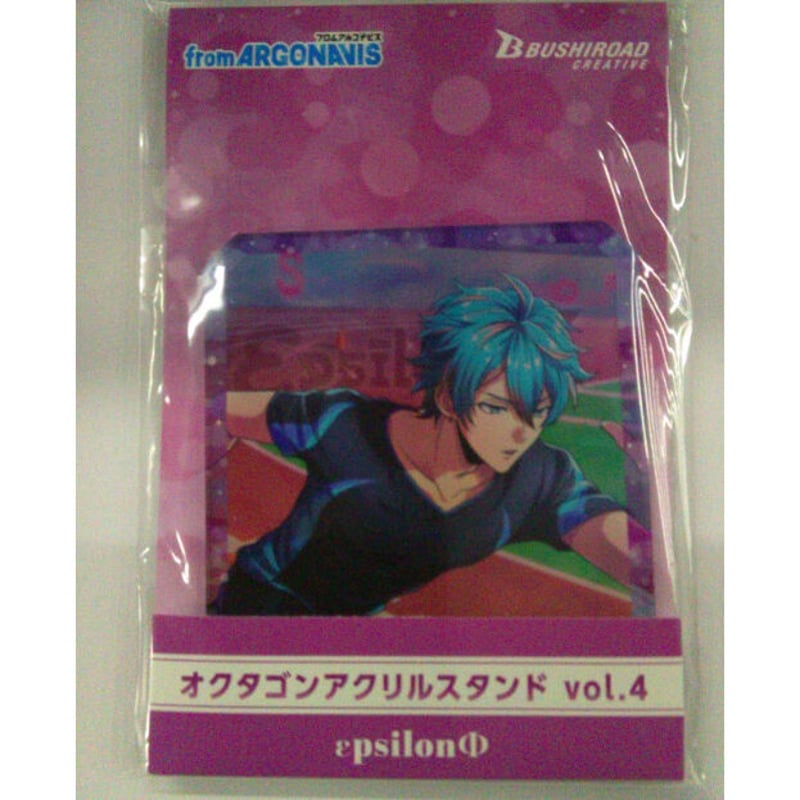 フロムアルゴナビス
from ARGONAVIS
BUSHIROAD
CREATIVE
εpsil
オクタゴンアクリルスタンド vol.4
εpsilonΦ